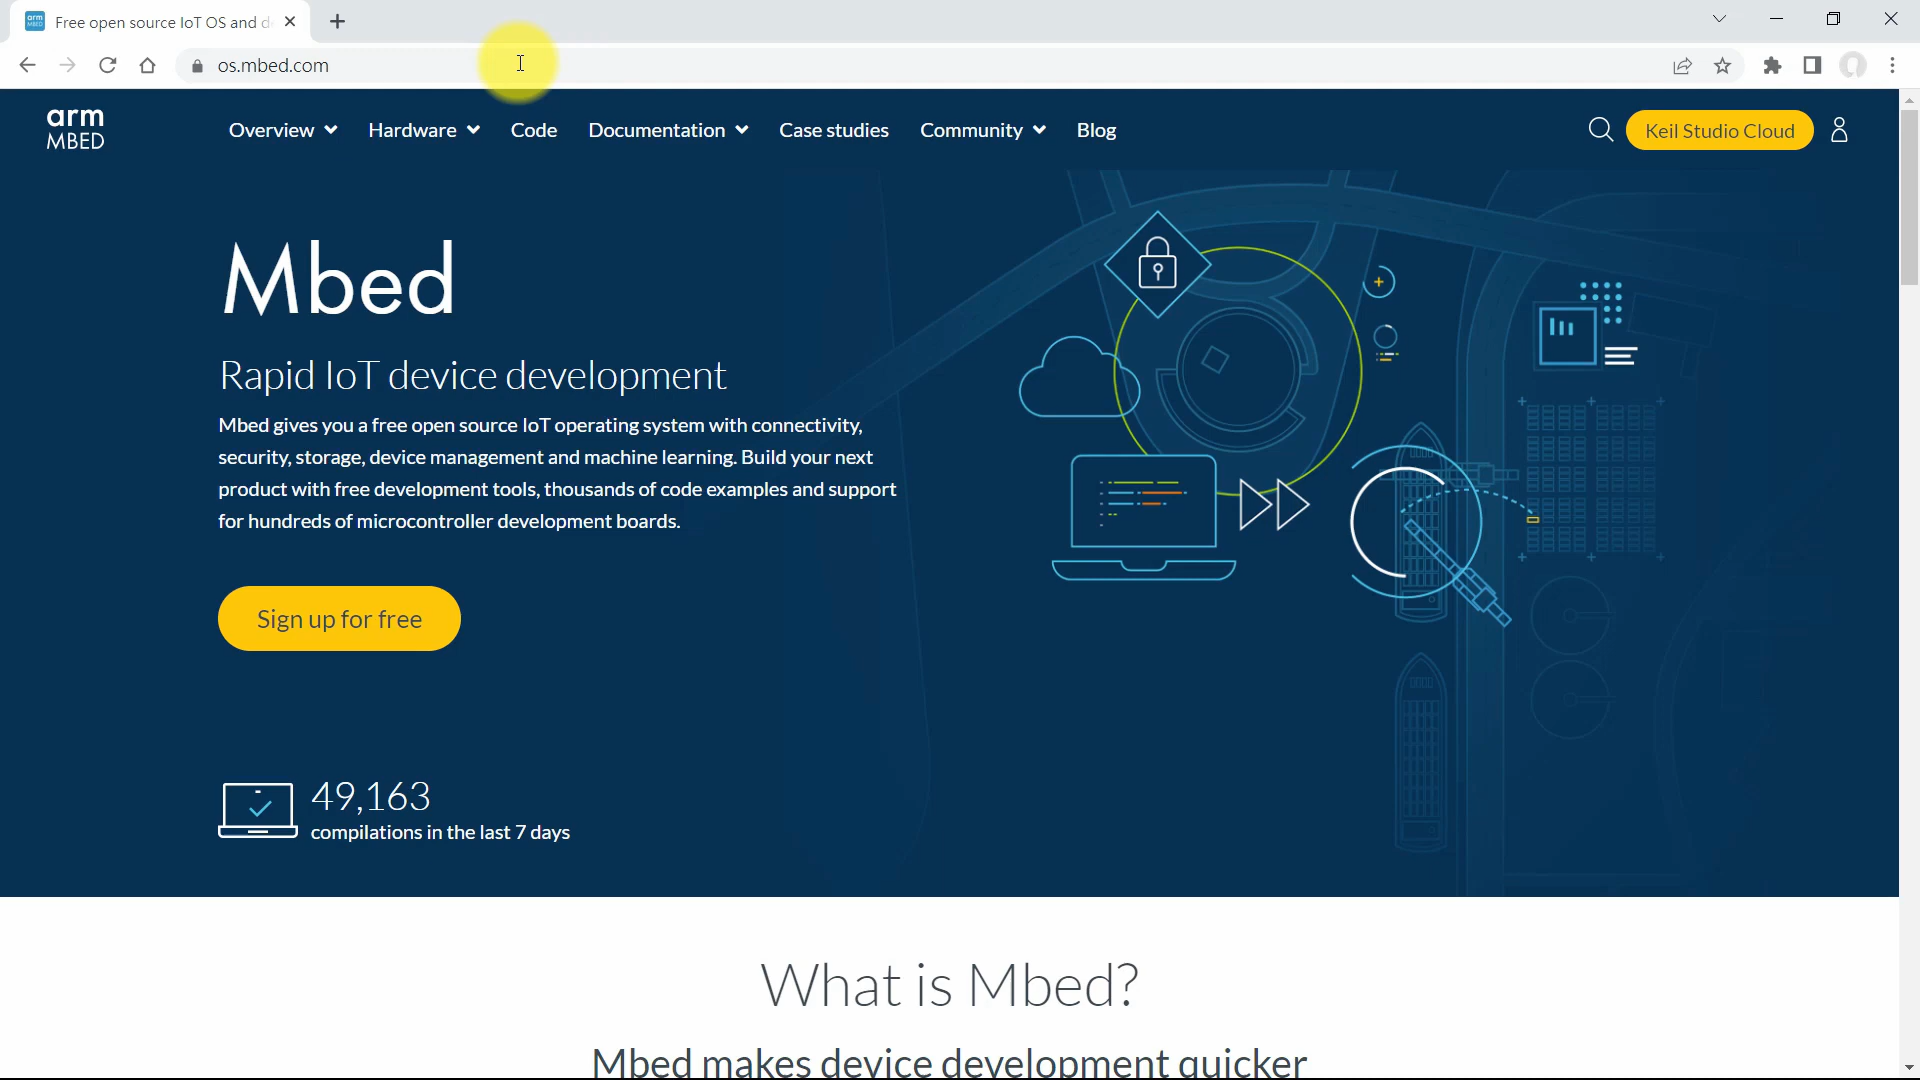 Free open source IoT OS and d
os.mbed.com
arm
MBED
Overview
Hardware
Code
Documentation
Case studies
Community
Blog
Keil Studio Cloud
Mbed
Rapid IoT device development
Mbed gives you a free open source IoT operating system with connectivity,
security, storage, device management and machine learning. Build your next
product with free development tools, thousands of code examples and support
for hundreds of microcontroller development boards.
Sign up for free
49,163
compilations in the last 7 days
What is Mbed?
Mbed makes device development quicker